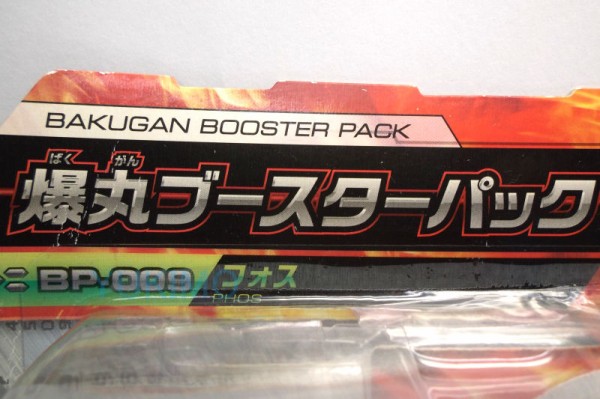 BAKUGAN BOOSTER PACK
ばく がん
爆丸ブースターパック
BP-009 フォス
PHOS